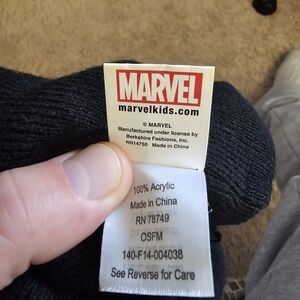 MARVEL
marvelkids.com
© MARVEL
Manufactured under license by
Berkshire Fashions, Inc.
RN14750 Made in China
100% Acrylic
Made in China
RN 78749
OSFM
140-F14-004038
See Reverse for Care